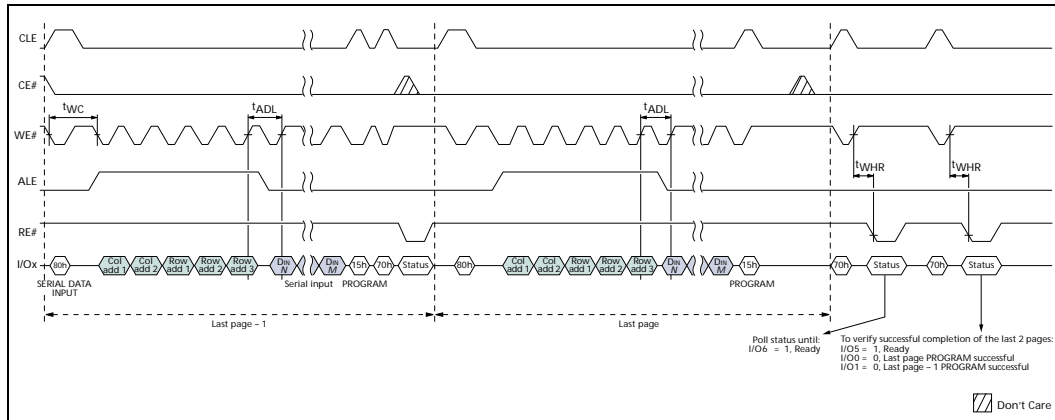 CLE
CE#
tWC
tADL
tADL
WE#
tWHR
tWHR
ALE
RE#
I/Ox
80h
Col add 1
Col add 2
Row add 1
Row add 2
Row add 3
DIN N
DIN M
15h
70h
Status
80h
Col add 1
Col add 2
Row add 1
Row add 2
Row add 3
DIN N
DIN M
15h
70h
Status
70h
Status
SERIAL DATA
INPUT
Serial input
PROGRAM
PROGRAM
Last page – 1
Last page
Poll status until:
I/O6 = 1, Ready
To verify successful completion of the last 2 pages:
I/O5 = 1, Ready
I/O0 = 0, Last page PROGRAM successful
I/O1 = 0, Last page – 1 PROGRAM successful
Don't Care